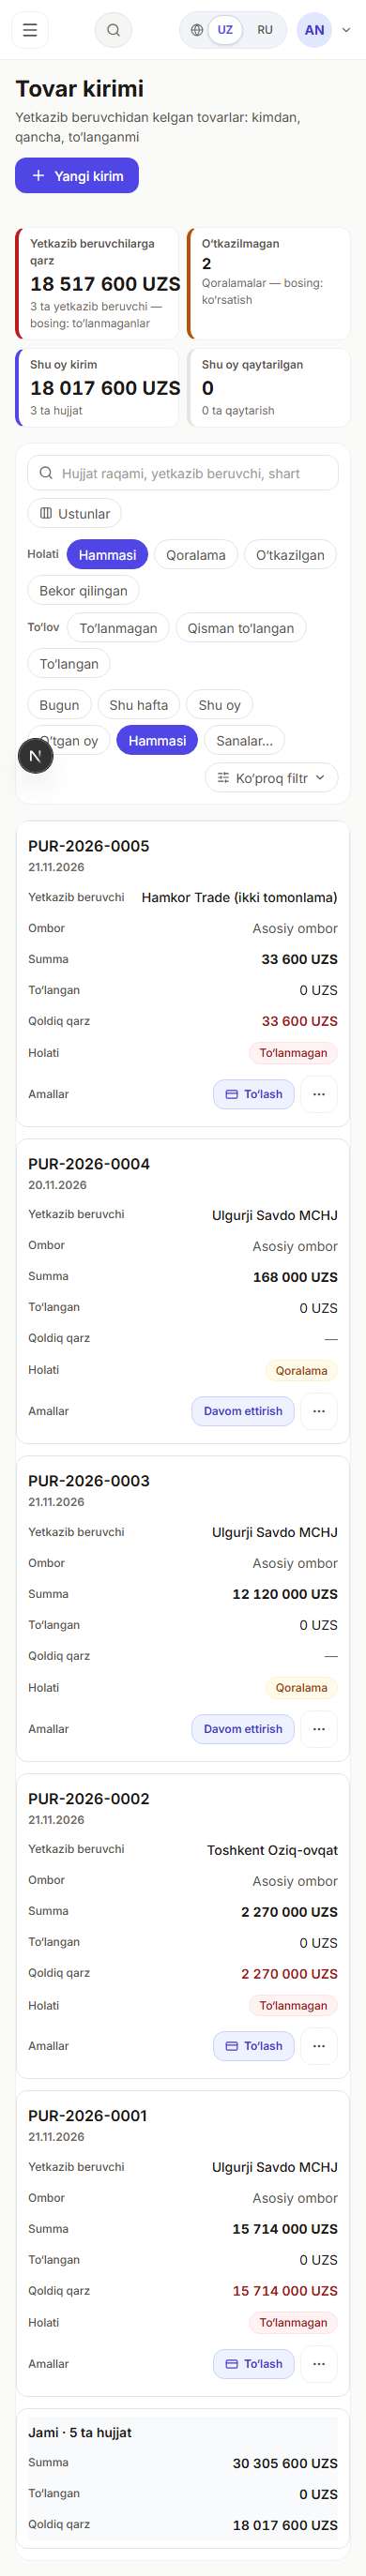 UZ RU AN
Tovar kirimi
Yetkazib beruvchidan kelgan tovarlar: kimdan,
qancha, to‘langanmi
Yangi kirim
Yetkazib beruvchilarga
qarz
18 517 600 UZS
3 ta yetkazib beruvchi —
bosing: to‘lanmaganlar
O‘tkazilmagan
2
Qoralamalar — bosing:
ko‘rsatish
Shu oy kirim
18 017 600 UZS
3 ta hujjat
Shu oy qaytarilgan
0
0 ta qaytarish
Hujjat raqami, yetkazib beruvchi, shart
Ustunlar
Holati Hammasi Qoralama O‘tkazilgan
Bekor qilingan
To‘lov To‘lanmagan Qisman to‘langan
To‘langan
Bugun Shu hafta Shu oy
O‘tgan oy Hammasi Sanalar...
Ko‘proq filtr
PUR-2026-0005
21.11.2026
Yetkazib beruvchi Hamkor Trade (ikki tomonlama)
Ombor Asosiy ombor
Summa 33 600 UZS
To‘langan 0 UZS
Qoldiq qarz 33 600 UZS
Holati To‘lanmagan
Amallar To‘lash ...
PUR-2026-0004
20.11.2026
Yetkazib beruvchi Ulgurji Savdo MCHJ
Ombor Asosiy ombor
Summa 168 000 UZS
To‘langan 0 UZS
Qoldiq qarz —
Holati Qoralama
Amallar Davom ettirish ...
PUR-2026-0003
21.11.2026
Yetkazib beruvchi Ulgurji Savdo MCHJ
Ombor Asosiy ombor
Summa 12 120 000 UZS
To‘langan 0 UZS
Qoldiq qarz —
Holati Qoralama
Amallar Davom ettirish ...
PUR-2026-0002
21.11.2026
Yetkazib beruvchi Toshkent Oziq-ovqat
Ombor Asosiy ombor
Summa 2 270 000 UZS
To‘langan 0 UZS
Qoldiq qarz 2 270 000 UZS
Holati To‘lanmagan
Amallar To‘lash ...
PUR-2026-0001
21.11.2026
Yetkazib beruvchi Ulgurji Savdo MCHJ
Ombor Asosiy ombor
Summa 15 714 000 UZS
To‘langan 0 UZS
Qoldiq qarz 15 714 000 UZS
Holati To‘lanmagan
Amallar To‘lash ...
Jami · 5 ta hujjat
Summa 30 305 600 UZS
To‘langan 0 UZS
Qoldiq qarz 18 017 600 UZS